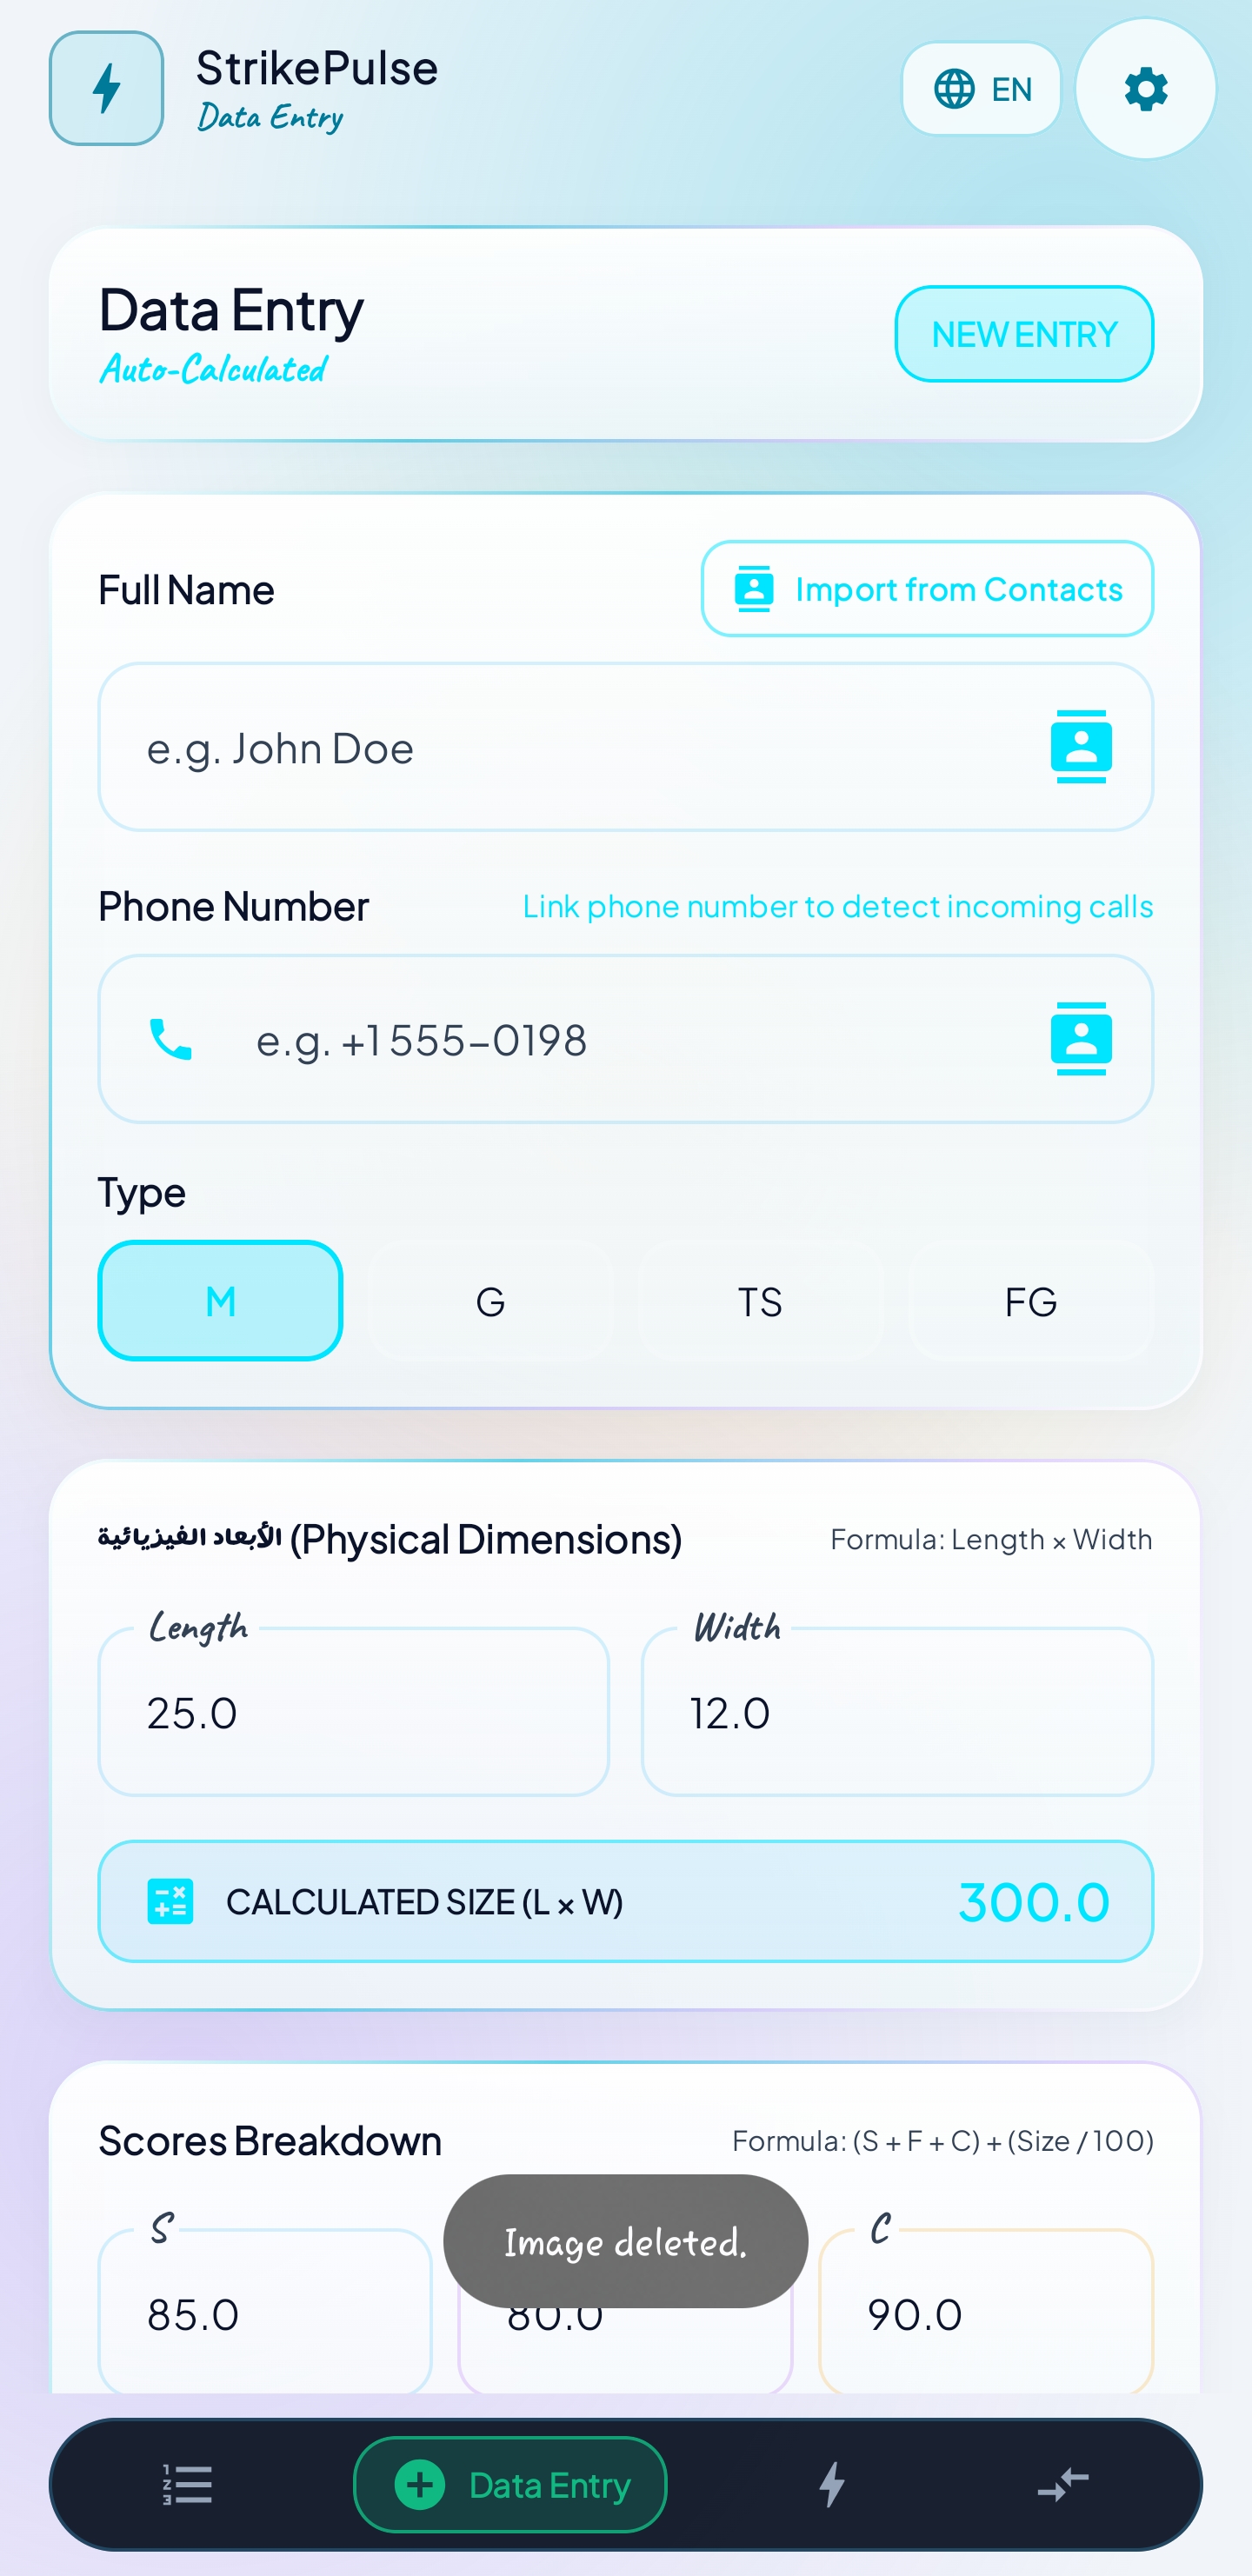 StrikePulse
Data Entry
EN
Data Entry
Auto-Calculated
NEW ENTRY
Full Name
Import from Contacts
e.g. John Doe
Phone Number
Link phone number to detect incoming calls
e.g. +1 555-0198
Type
M
G
TS
FG
الأبعاد الفيزيائية (Physical Dimensions)
Formula: Length × Width
Length
Width
25.0
12.0
CALCULATED SIZE (L × W)
300.0
Scores Breakdown
Formula: (S + F + C) + (Size / 100)
S
C
Image deleted.
85.0
80.0
90.0
Data Entry